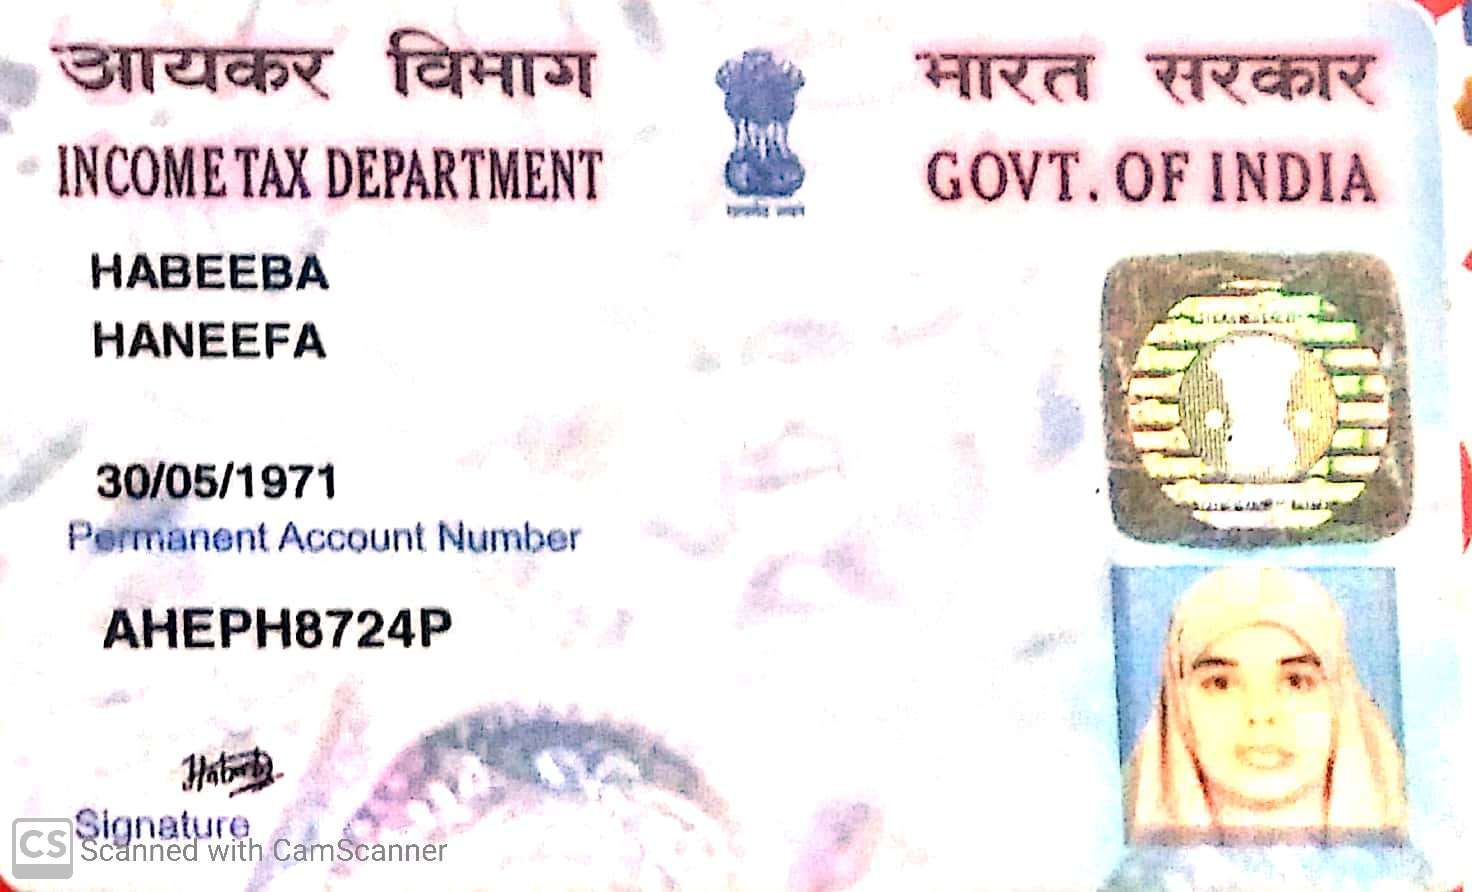 आयकर विभाग
INCOME TAX DEPARTMENT
भारत सरकार
GOVT. OF INDIA
HABEEBA
HANEEFA
30/05/1971
Permanent Account Number
AHEPH8724P
Signature
CS Scanned with CamScanner